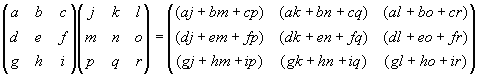 (a b c) (j k l) = ((aj + bm + cp) (ak + bn + cq) (al + bo + cr))
(d e f) (m n o) ((dj + em + fp) (dk + en + fq) (dl + eo + fr))
(g h i) (p q r) ((gj + hm + ip) (gk + hn + iq) (gl + ho + ir))